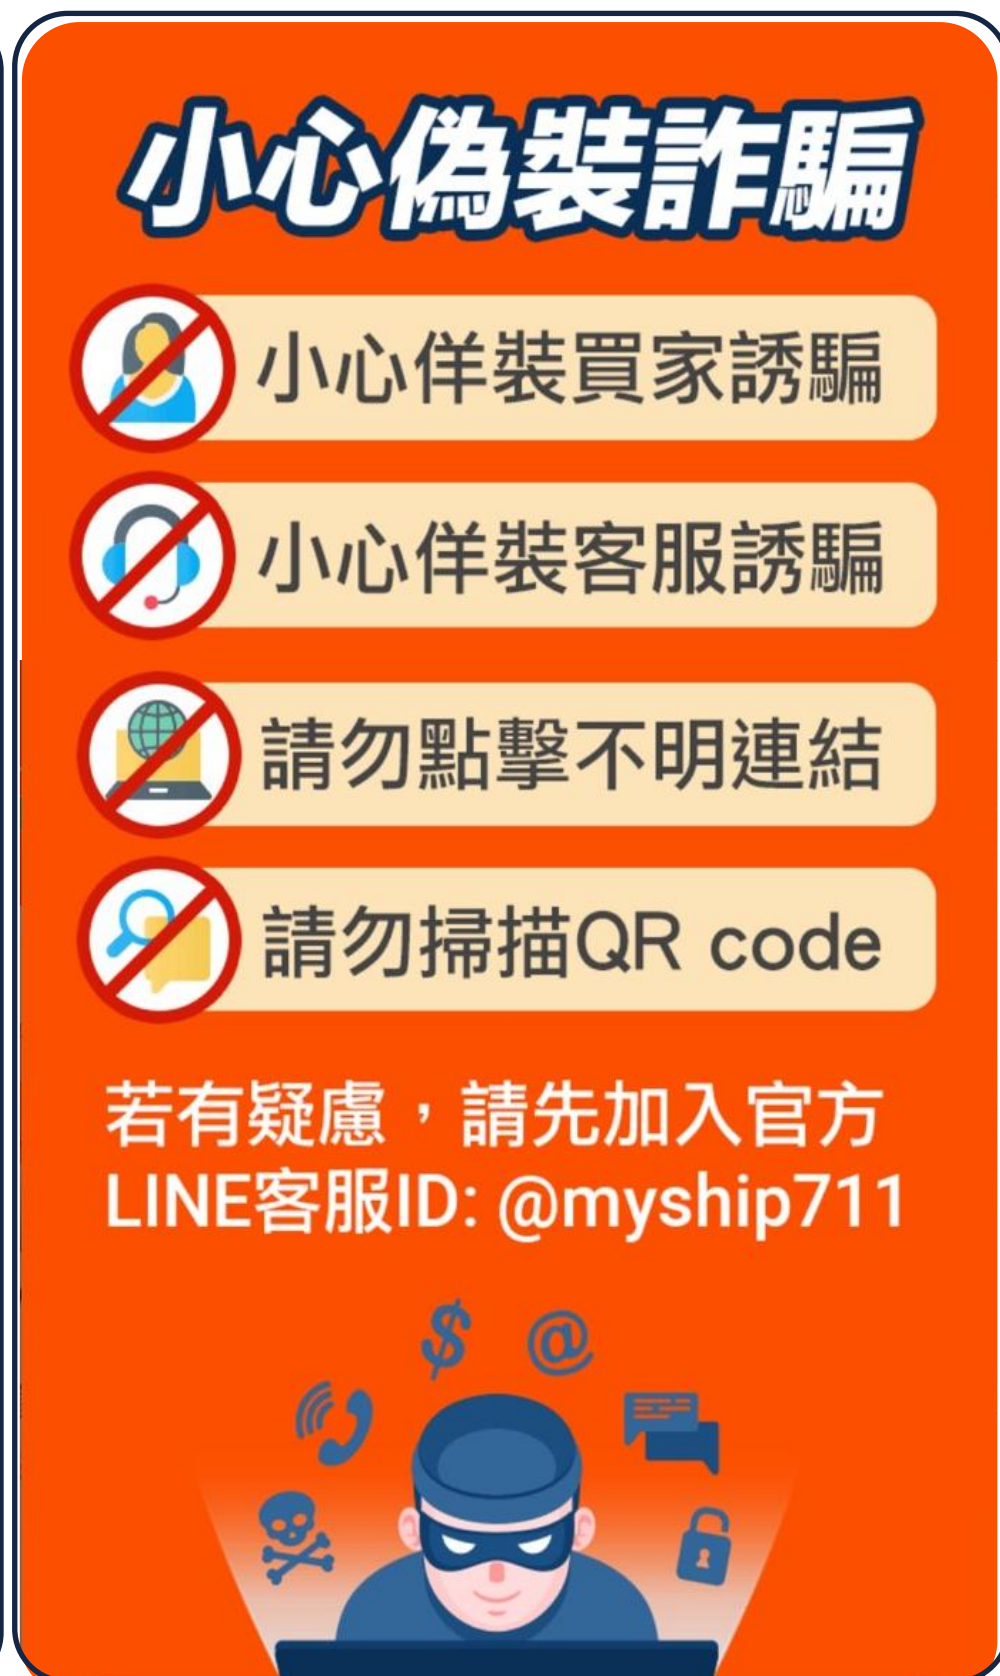 小心偽裝詐騙
小心佯裝買家誘騙
小心佯裝客服誘騙
請勿點擊不明連結
請勿掃描QR code
若有疑慮，請先加入官方
LINE客服ID: @myship711